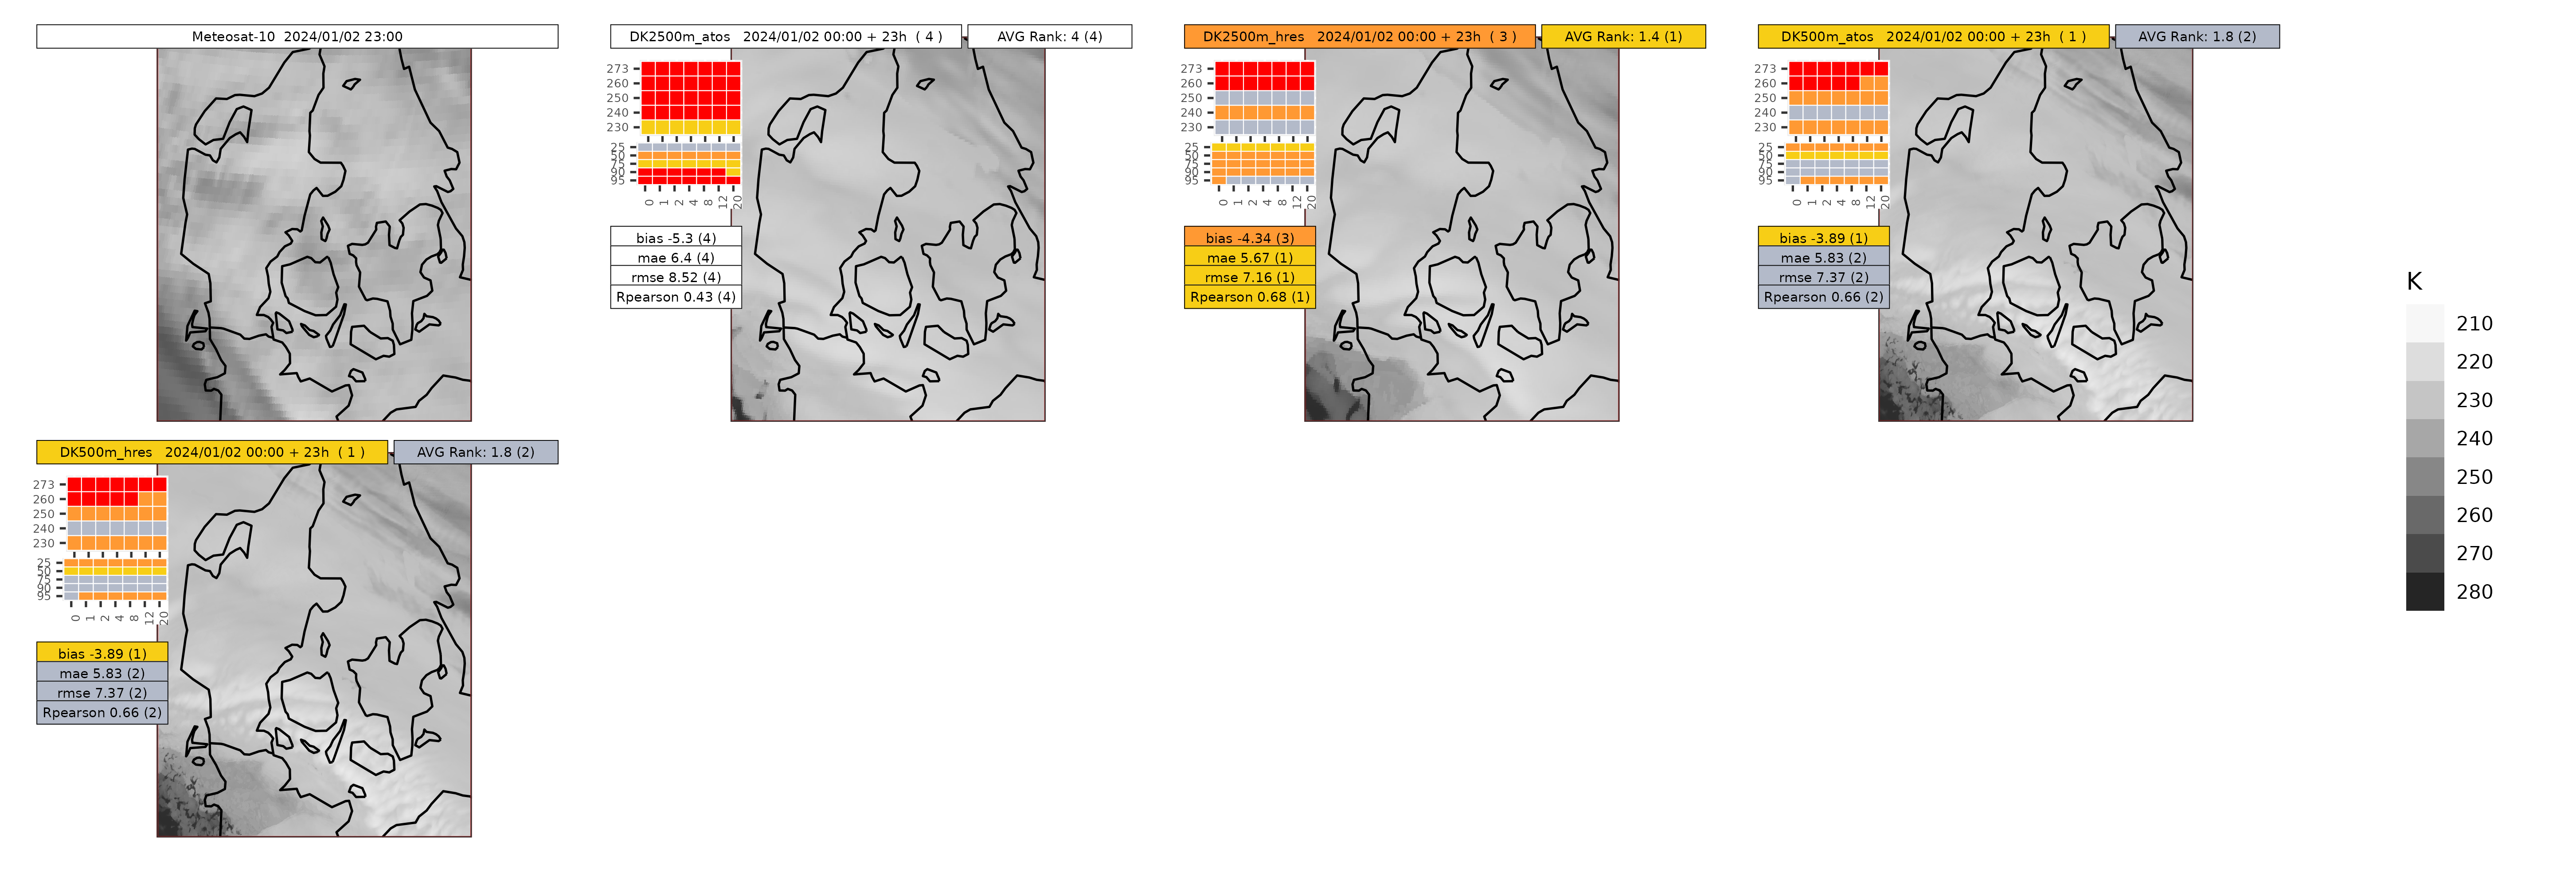 Meteosat-10 2024/01/02 23:00
DK2500m_atos 2024/01/02 00:00 + 23h ( 4 )
AVG Rank: 4 (4)
273
260
250
240
230
25
50
75
90
95
0 1 2 4 8 12 20
bias -5.3 (4)
mae 6.4 (4)
rmse 8.52 (4)
Rpearson 0.43 (4)
DK2500m_hres 2024/01/02 00:00 + 23h ( 3 )
AVG Rank: 1.4 (1)
273
260
250
240
230
25
50
75
90
95
0 1 2 4 8 12 20
bias -4.34 (3)
mae 5.67 (1)
rmse 7.16 (1)
Rpearson 0.68 (1)
DK500m_atos 2024/01/02 00:00 + 23h ( 1 )
AVG Rank: 1.8 (2)
273
260
250
240
230
25
50
75
90
95
0 1 2 4 8 12 20
bias -3.89 (1)
mae 5.83 (2)
rmse 7.37 (2)
Rpearson 0.66 (2)
DK500m_hres 2024/01/02 00:00 + 23h ( 1 )
AVG Rank: 1.8 (2)
273
260
250
240
230
25
50
75
90
95
0 1 2 4 8 12 20
bias -3.89 (1)
mae 5.83 (2)
rmse 7.37 (2)
Rpearson 0.66 (2)
K
210
220
230
240
250
260
270
280